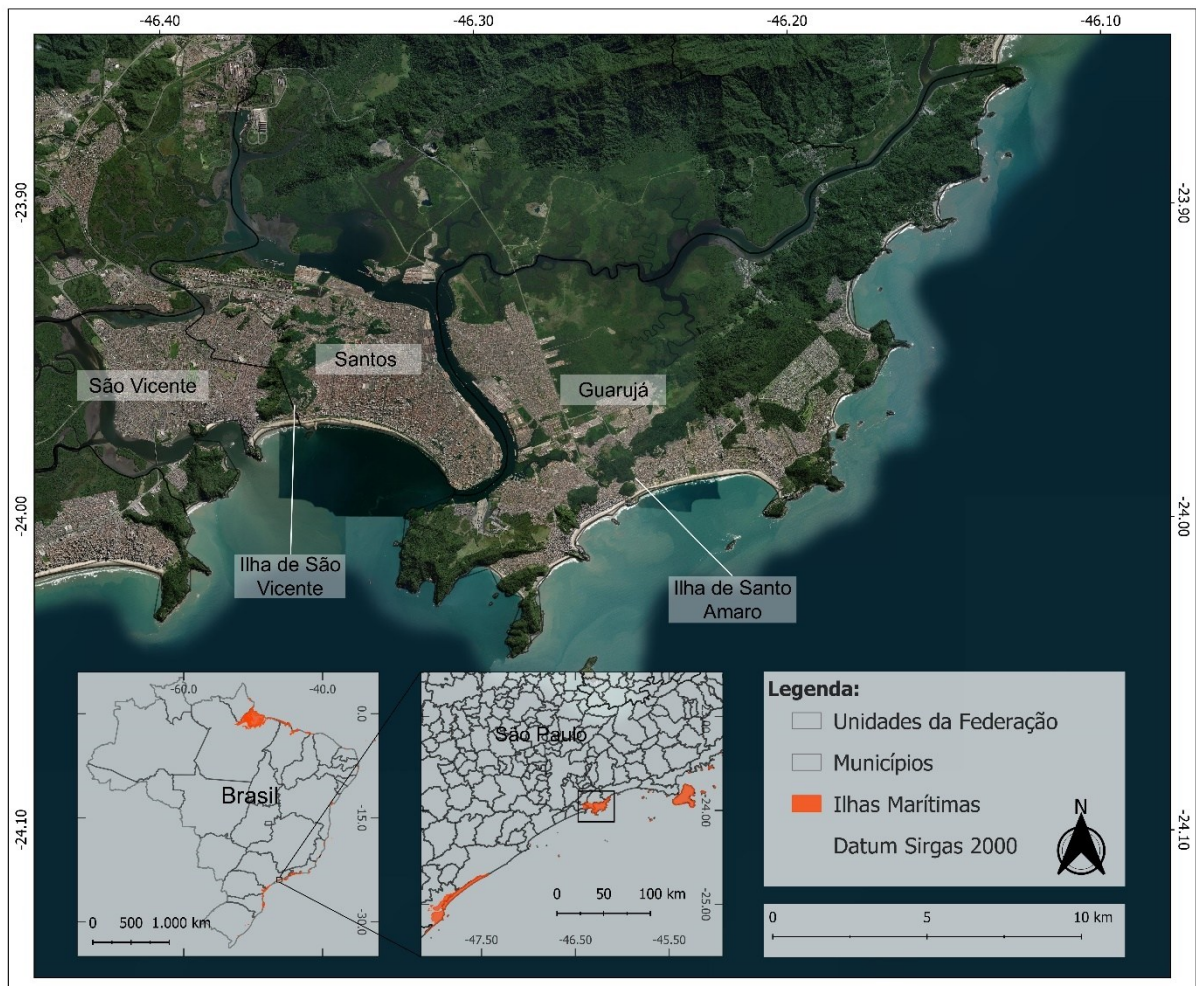 -46.40
-46.30
-46.20
-46.10
-23.90
-23.90
Santos
São Vicente
Guarujá
-24.00
-24.00
Ilha de São
Vicente
Ilha de Santo
Amaro
-60.0
-40.0
0.0
Brasil
-15.0
-30.0
0
500
1.000 km
São Paulo
-23.00
-24.00
-25.00
0
50
100 km
-47.50
-46.50
-45.50
Legenda:
Unidades da Federação
Municípios
Ilhas Marítimas
Datum Sirgas 2000
N
0
5
10 km
-24.10
-24.10